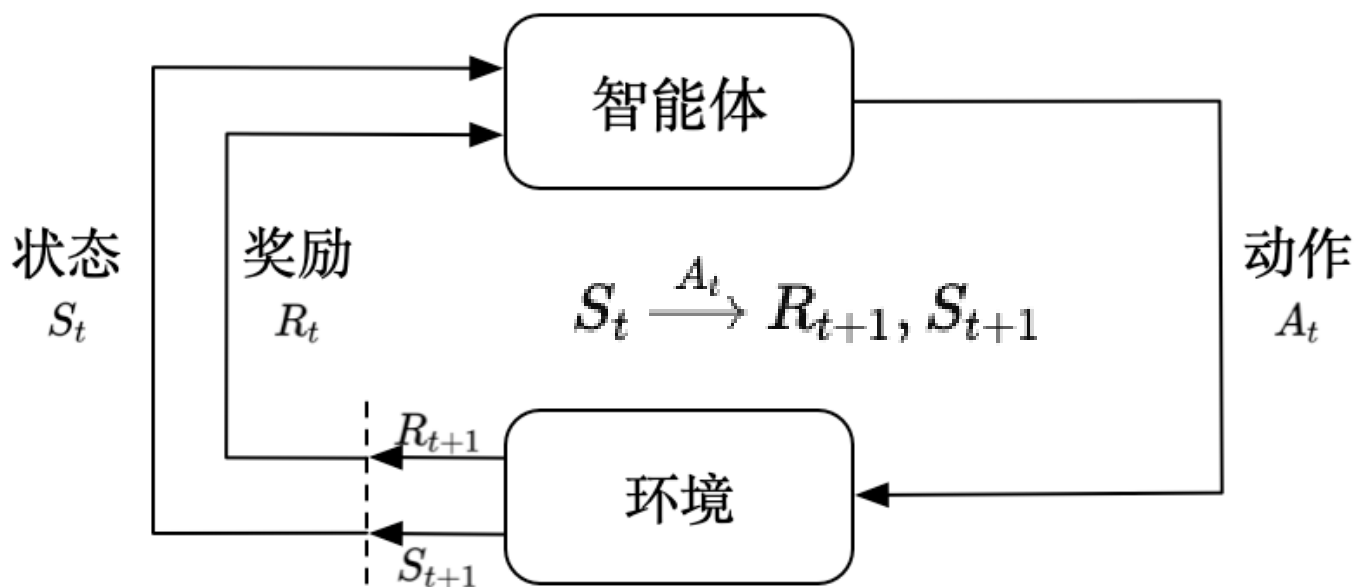 智能体
状态
S_t
奖励
R_t
S_t \xrightarrow{A_t} R_{t+1}, S_{t+1}
动作
A_t
R_{t+1}
环境
S_{t+1}